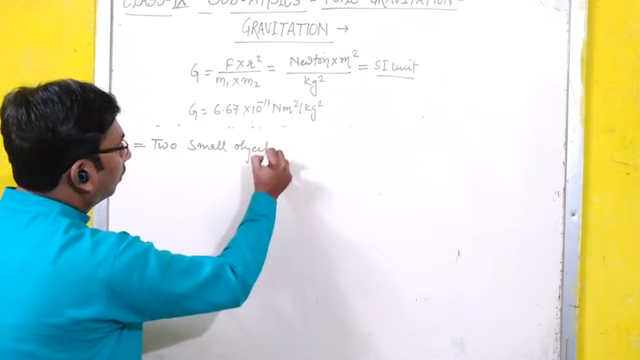 CLASS-IX SUB-PHYSICS - TOPIC GRAVITATION -
GRAVITATION →
G = F × r² / m₁ × m₂ = Newton × m² / Kg² = SI Unit
G = 6.67 × 10⁻¹¹ Nm² / kg²
= Two Small object